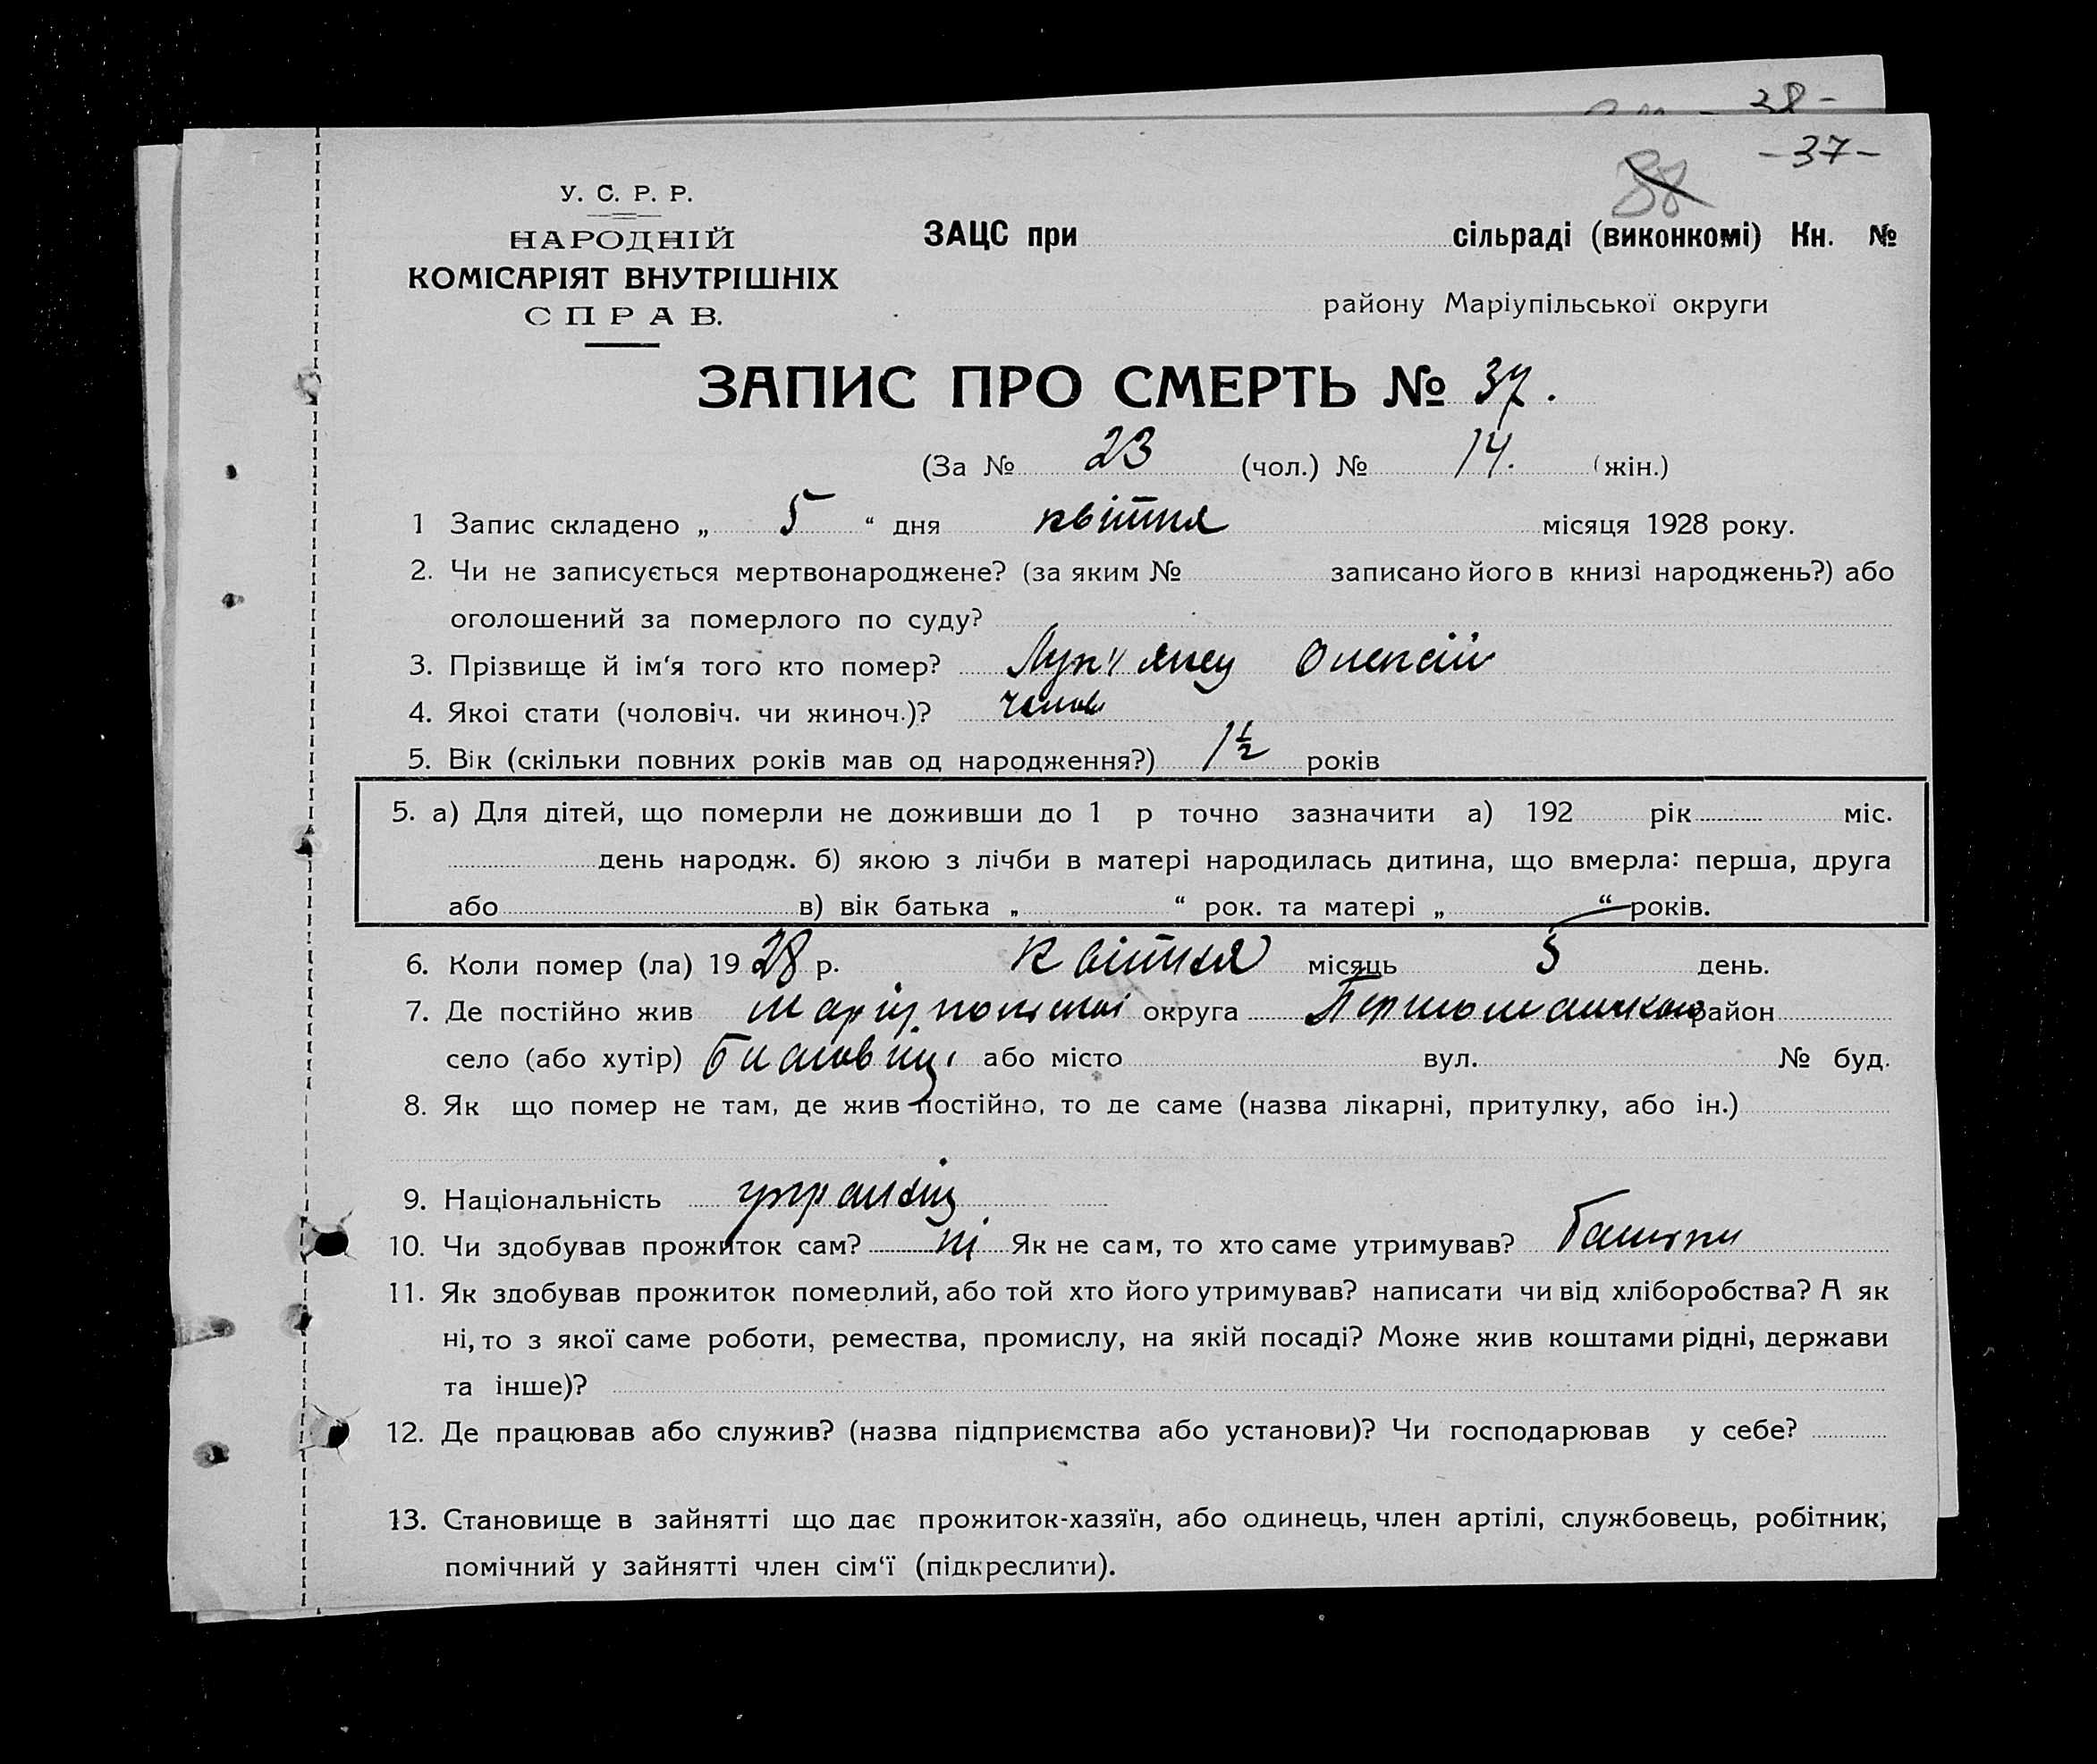 38 -
- 37 -
38
У. С. Р. Р.
НАРОДНІЙ
КОМІСАРІЯТ ВНУТРІШНІХ
СПРАВ.
ЗАЦС при сільраді (виконкомі) Кн. №
району Маріупільської округи
ЗАПИС ПРО СМЕРТЬ № 37.
(За № 23 (чол.) № 14. (жін.)
1 Запис складено „ 5 “ дня квітня місяця 1928 року.
2. Чи не записується мертвонароджене? (за яким № записано його в книзі народжень?) або
оголошений за померлого по суду?
3. Прізвище й ім‘я того хто помер? Олексій
4. Якоі стати (чоловіч. чи жиноч.)? челов
5. Вік (скільки повних років мав од народження?) 1½ років
5. а) Для дітей, що померли не доживши до 1 р точно зазначити а) 192 рік міс.
день народж. б) якою з лічби в матері народилась дитина, що вмерла: перша, друга
або в) вік батька „ “ рок. та матері „ “ років.
6. Коли помер (ла) 1928 р. квітня місяць 5 день.
7. Де постійно жив округа район
село (або хутір) або місто вул. № буд.
8. Як що помер не там, де жив постійно, то де саме (назва лікарні, притулку, або ін.)
9. Національність українец
10. Чи здобував прожиток сам? ні Як не сам, то хто саме утримував? батьки
11. Як здобував прожиток померлий, або той хто його утримував? написати чи від хліборобства? А як
ні, то з якої саме роботи, ремества, промислу, на якій посаді? Може жив коштами рідні, держави
та інше)?
12. Де працював або служив? (назва підприємства або установи)? Чи господарював у себе?
13. Становище в зайнятті що дає прожиток-хазяїн, або одинець, член артілі, службовець, робітник,
помічний у зайнятті член сім‘ї (підкреслити).